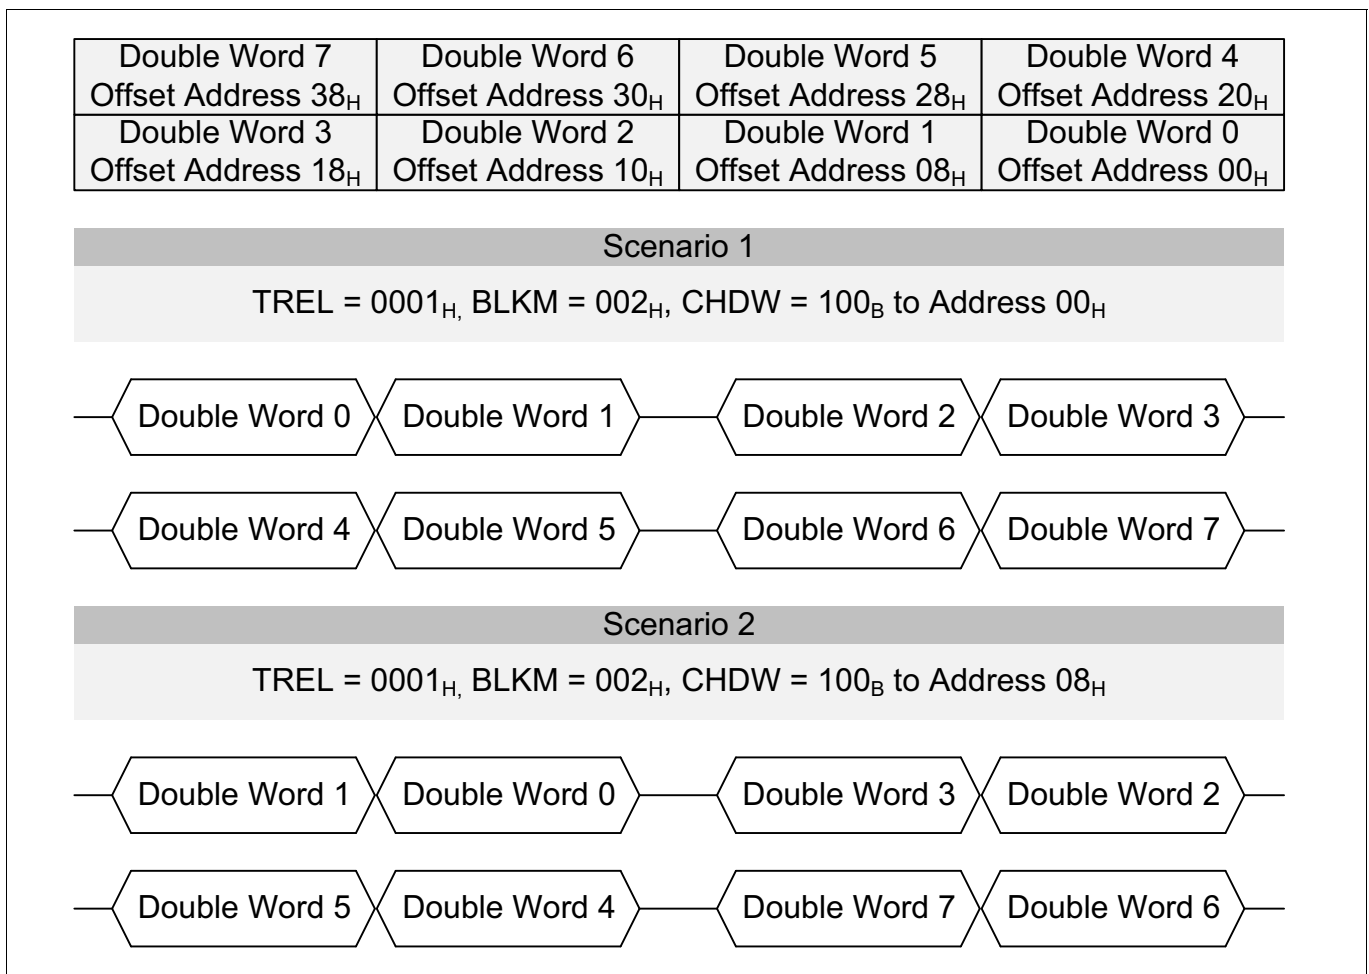 Double Word 7 Double Word 6 Double Word 5 Double Word 4
Offset Address 38H Offset Address 30H Offset Address 28H Offset Address 20H
Double Word 3 Double Word 2 Double Word 1 Double Word 0
Offset Address 18H Offset Address 10H Offset Address 08H Offset Address 00H
Scenario 1
TREL = 0001H, BLKM = 002H, CHDW = 100B to Address 00H
Double Word 0 Double Word 1 Double Word 2 Double Word 3
Double Word 4 Double Word 5 Double Word 6 Double Word 7
Scenario 2
TREL = 0001H, BLKM = 002H, CHDW = 100B to Address 08H
Double Word 1 Double Word 0 Double Word 3 Double Word 2
Double Word 5 Double Word 4 Double Word 7 Double Word 6